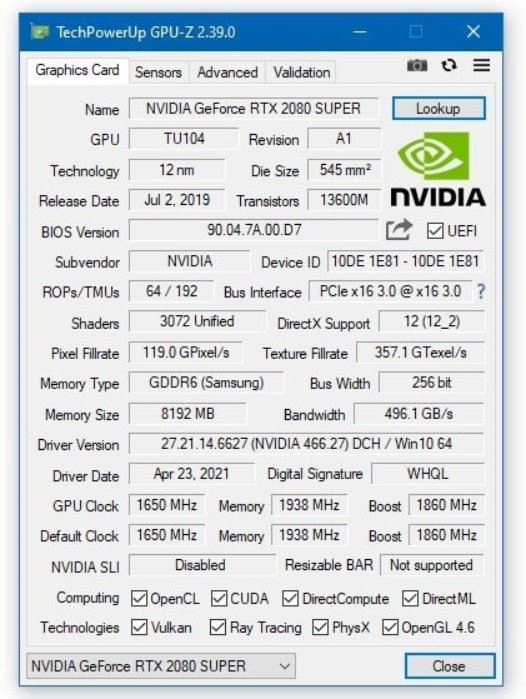 TechPowerUp GPU-Z 2.39.0
Graphics Card Sensors Advanced Validation
Name NVIDIA GeForce RTX 2080 SUPER Lookup
GPU TU104 Revision A1
Technology 12 nm Die Size 545 mm²
Release Date Jul 2, 2019 Transistors 13600M
NVIDIA
BIOS Version 90.04.7A.00.D7 UEFI
Subvendor NVIDIA Device ID 10DE 1E81 - 10DE 1E81
ROPs/TMUs 64 / 192 Bus Interface PCIe x16 3.0 @ x16 3.0 ?
Shaders 3072 Unified DirectX Support 12 (12_2)
Pixel Fillrate 119.0 GPixel/s Texture Fillrate 357.1 GTexel/s
Memory Type GDDR6 (Samsung) Bus Width 256 bit
Memory Size 8192 MB Bandwidth 496.1 GB/s
Driver Version 27.21.14.6627 (NVIDIA 466.27) DCH / Win10 64
Driver Date Apr 23, 2021 Digital Signature WHQL
GPU Clock 1650 MHz Memory 1938 MHz Boost 1860 MHz
Default Clock 1650 MHz Memory 1938 MHz Boost 1860 MHz
NVIDIA SLI Disabled Resizable BAR Not supported
Computing OpenCL CUDA DirectCompute DirectML
Technologies Vulkan Ray Tracing PhysX OpenGL 4.6
NVIDIA GeForce RTX 2080 SUPER Close